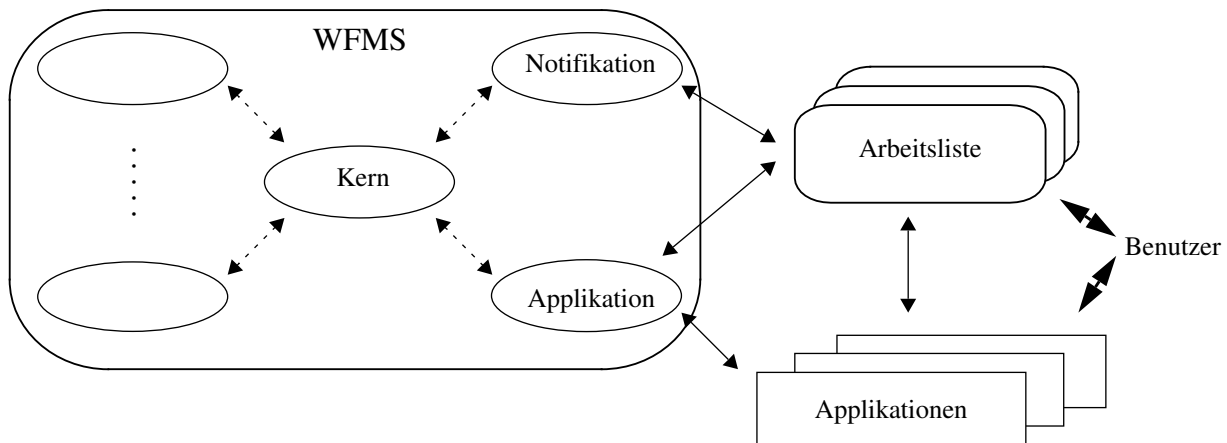 WFMS
Notifikation
Arbeitsliste
Kern
Benutzer
Applikation
Applikationen